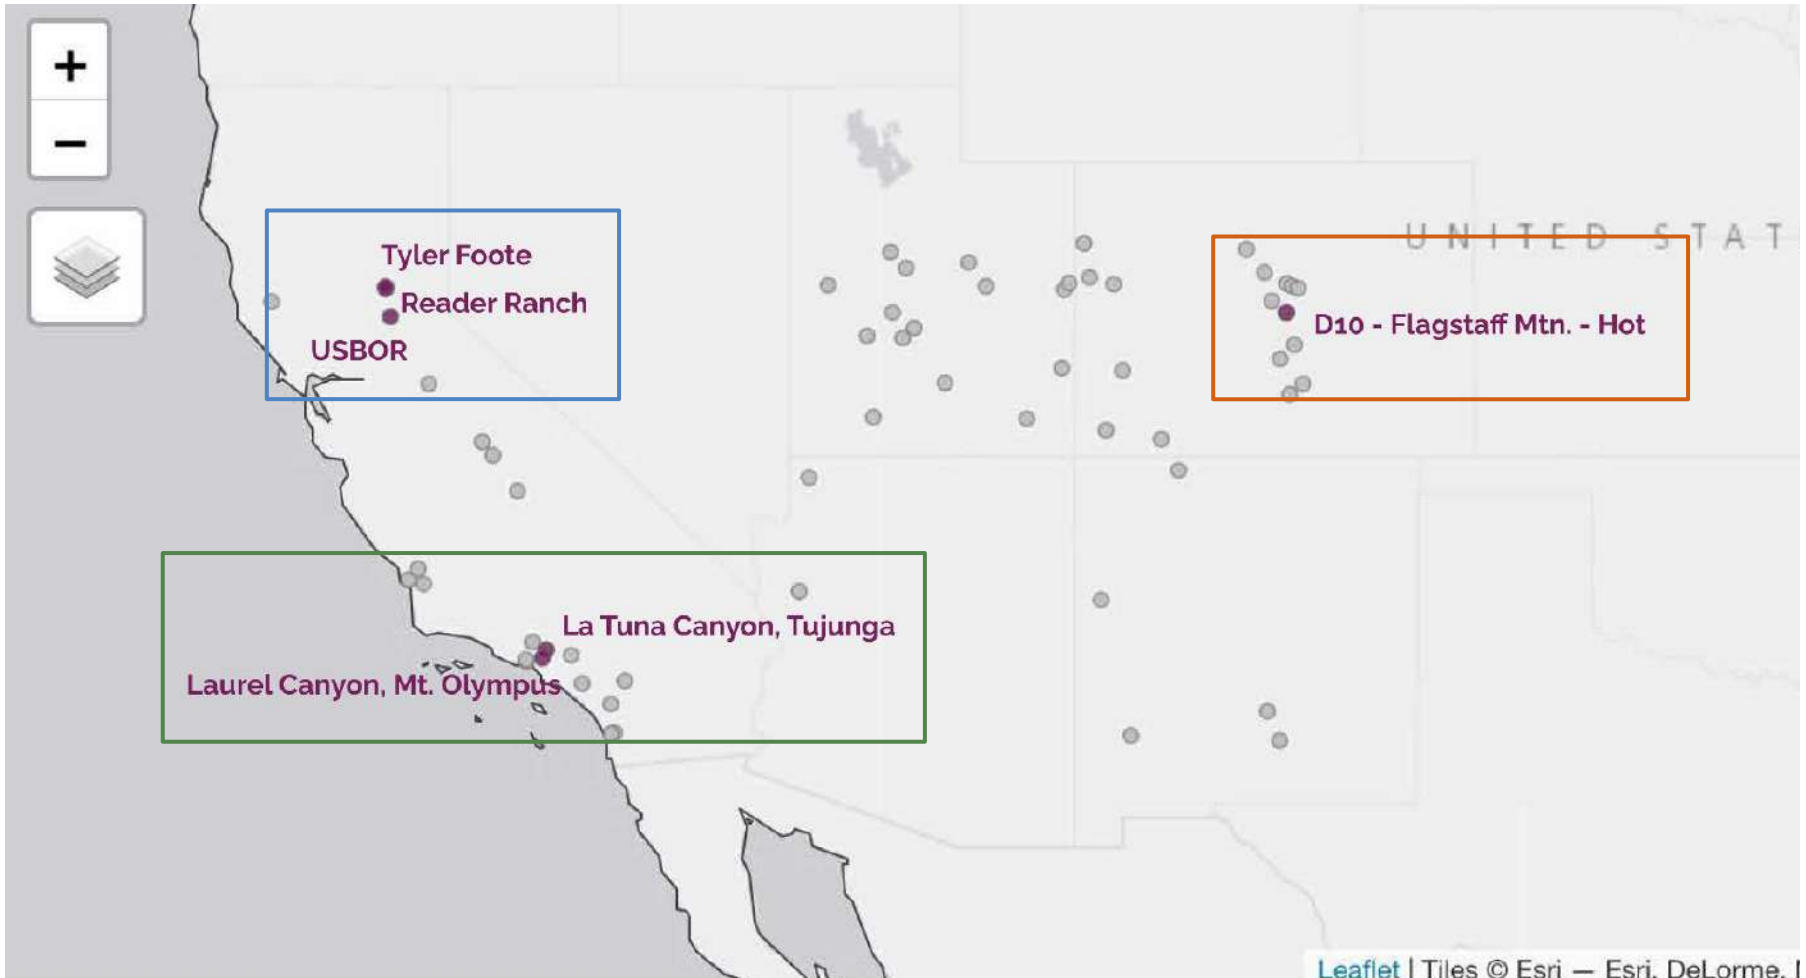 +
−
UNITED STAT
Tyler Foote
Reader Ranch
USBOR
D10 - Flagstaff Mtn. - Hot
La Tuna Canyon, Tujunga
Laurel Canyon, Mt. Olympus
Leaflet | Tiles © Esri — Esri, DeLorme,